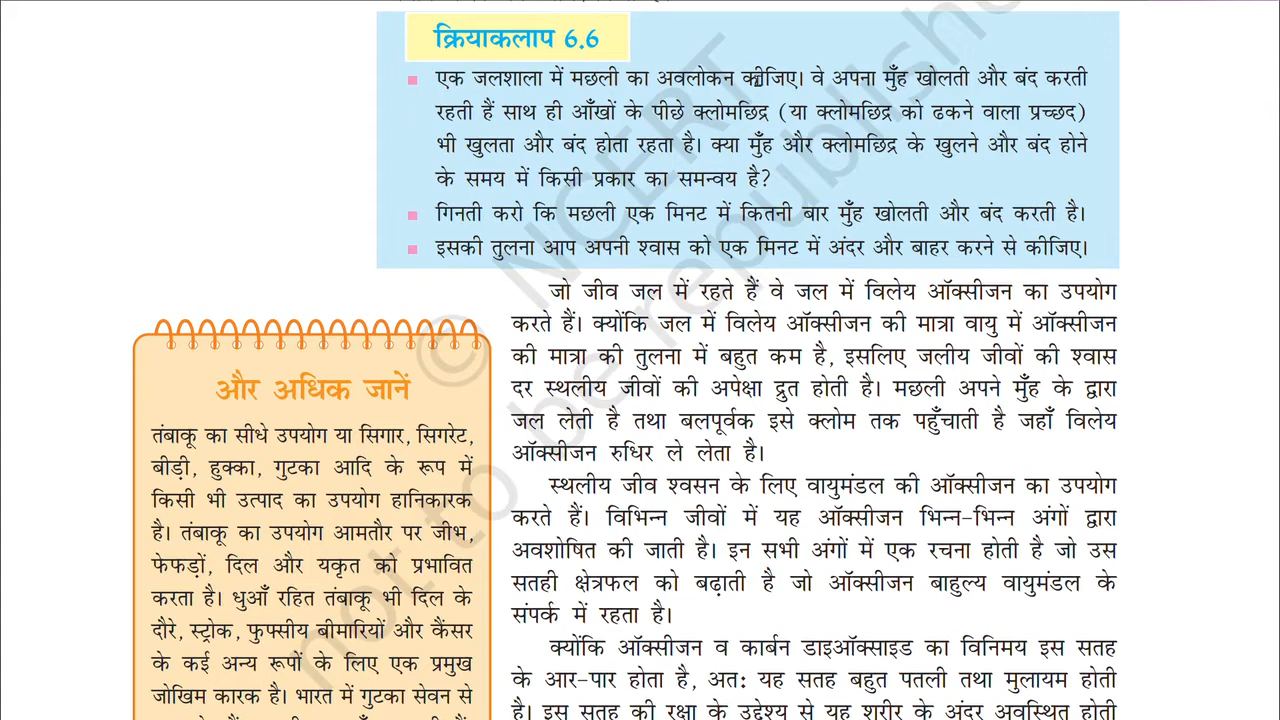 क्रियाकलाप 6.6
एक जलशाला में मछली का अवलोकन कीजिए। वे अपना मुँह खोलती और बंद करती
रहती हैं साथ ही आँखों के पीछे क्लोमछिद्र (या क्लोमछिद्र को ढकने वाला प्रच्छद)
भी खुलता और बंद होता रहता है। क्या मुँह और क्लोमछिद्र के खुलने और बंद होने
के समय में किसी प्रकार का समन्वय है?
गिनती करो कि मछली एक मिनट में कितनी बार मुँह खोलती और बंद करती है।
इसकी तुलना आप अपनी श्वास को एक मिनट में अंदर और बाहर करने से कीजिए।
जो जीव जल में रहते हैं वे जल में विलेय ऑक्सीजन का उपयोग
करते हैं। क्योंकि जल में विलेय ऑक्सीजन की मात्रा वायु में ऑक्सीजन
की मात्रा की तुलना में बहुत कम है, इसलिए जलीय जीवों की श्वास
दर स्थलीय जीवों की अपेक्षा द्रुत होती है। मछली अपने मुँह के द्वारा
जल लेती है तथा बलपूर्वक इसे क्लोम तक पहुँचाती है जहाँ विलेय
ऑक्सीजन रुधिर ले लेता है।
स्थलीय जीव श्वसन के लिए वायुमंडल की ऑक्सीजन का उपयोग
करते हैं। विभिन्न जीवों में यह ऑक्सीजन भिन्न-भिन्न अंगों द्वारा
अवशोषित की जाती है। इन सभी अंगों में एक रचना होती है जो उस
सतही क्षेत्रफल को बढ़ाती है जो ऑक्सीजन बाहुल्य वायुमंडल के
संपर्क में रहता है।
क्योंकि ऑक्सीजन व कार्बन डाइऑक्साइड का विनिमय इस सतह
के आर-पार होता है, अत: यह सतह बहुत पतली तथा मुलायम होती
है। इस सतह की रक्षा के उद्देश्य से यह शरीर के अंदर अवस्थित होती
और अधिक जानें
तंबाकू का सीधे उपयोग या सिगार, सिगरेट,
बीड़ी, हुक्का, गुटका आदि के रूप में
किसी भी उत्पाद का उपयोग हानिकारक
है। तंबाकू का उपयोग आमतौर पर जीभ,
फेफड़ों, दिल और यकृत को प्रभावित
करता है। धुआँ रहित तंबाकू भी दिल के
दौरे, स्ट्रोक, फुफ्सीय बीमारियों और कैंसर
के कई अन्य रूपों के लिए एक प्रमुख
जोखिम कारक है। भारत में गुटका सेवन से
© NCERT
not to be republishe